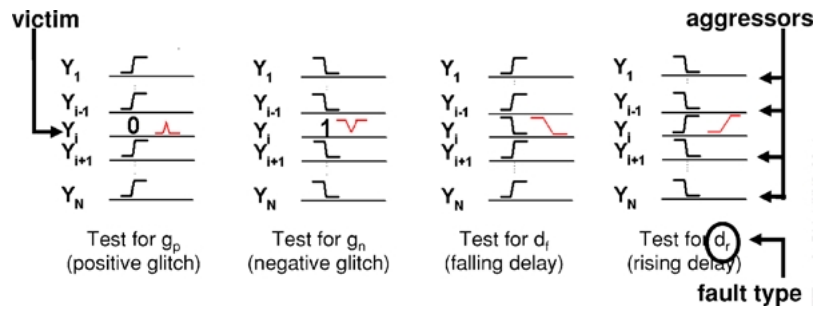 victim
aggressors
Y1 Y1 Y1 Y1
Yi-1 Yi-1 Yi-1 Yi-1
Yi 0 Yi 1 Yi Yi
Yi+1 Yi+1 Yi+1 Yi+1
YN YN YN YN
Test for gp
(positive glitch)
Test for gn
(negative glitch)
Test for df
(falling delay)
Test for dr
(rising delay)
fault type